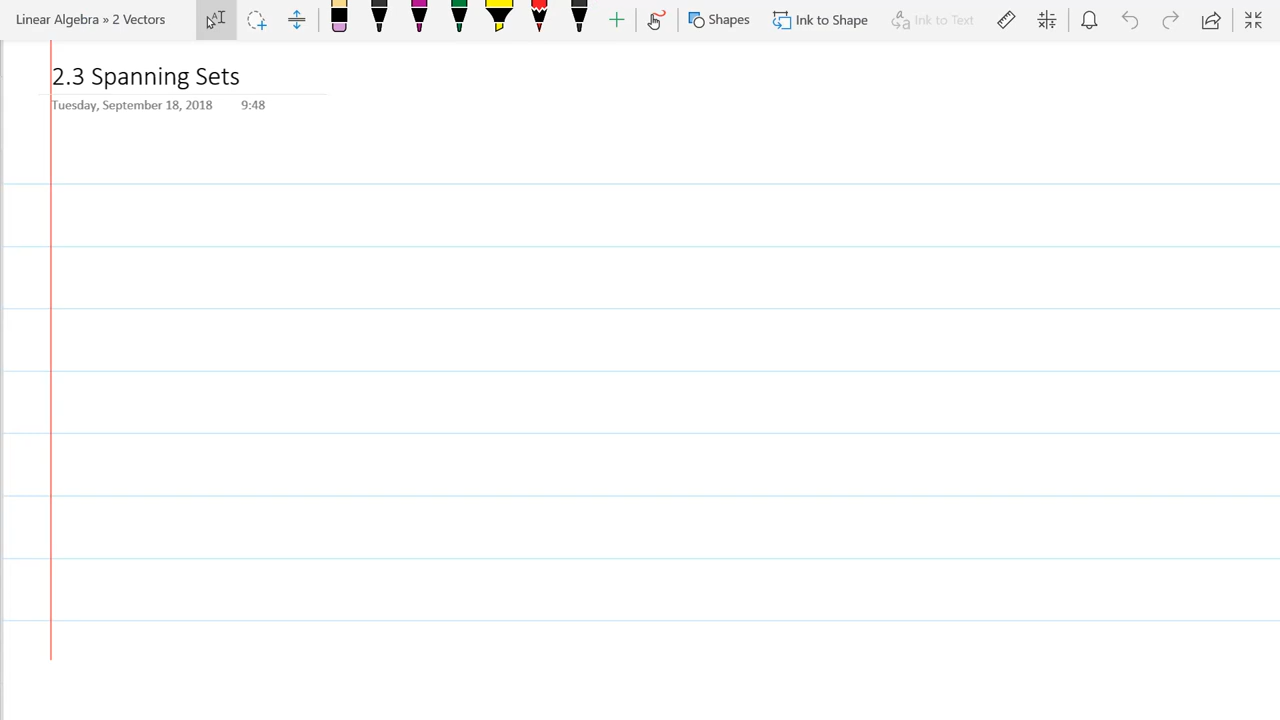 Linear Algebra » 2 Vectors
Shapes
Ink to Shape
Ink to Text
2.3 Spanning Sets
Tuesday, September 18, 2018 9:48